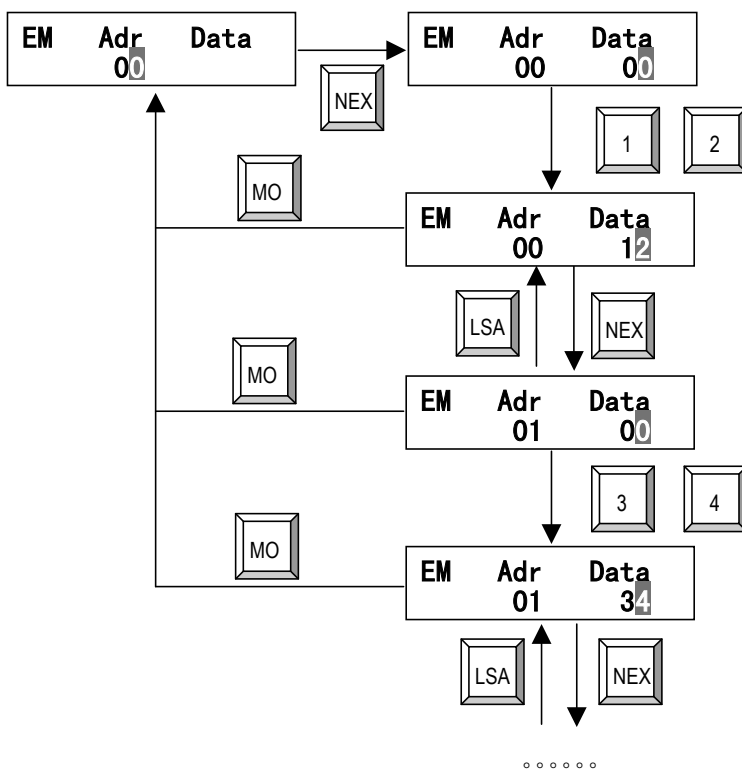 EM Adr Data
00
NEX
EM Adr Data
00 00
1 2
MO
EM Adr Data
00 12
LSA NEX
MO
EM Adr Data
01 00
3 4
MO
EM Adr Data
01 34
LSA NEX
。。。。。。